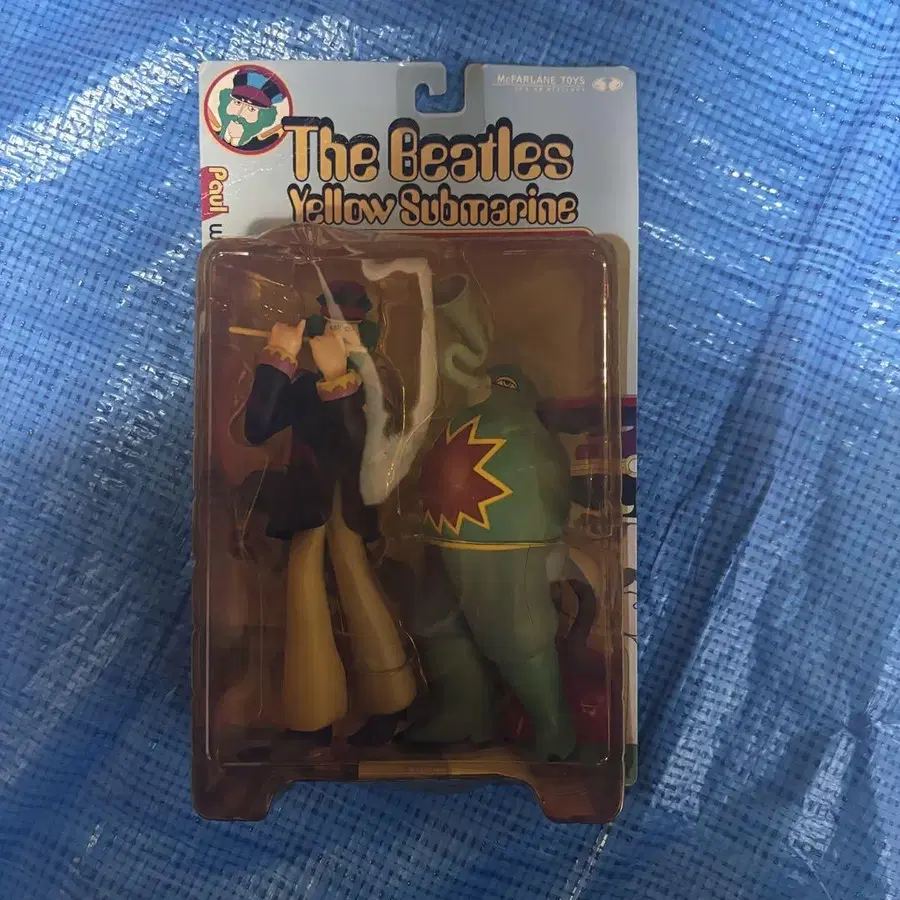 McFARLANE TOYS
The Beatles
Yellow Submarine
Paul